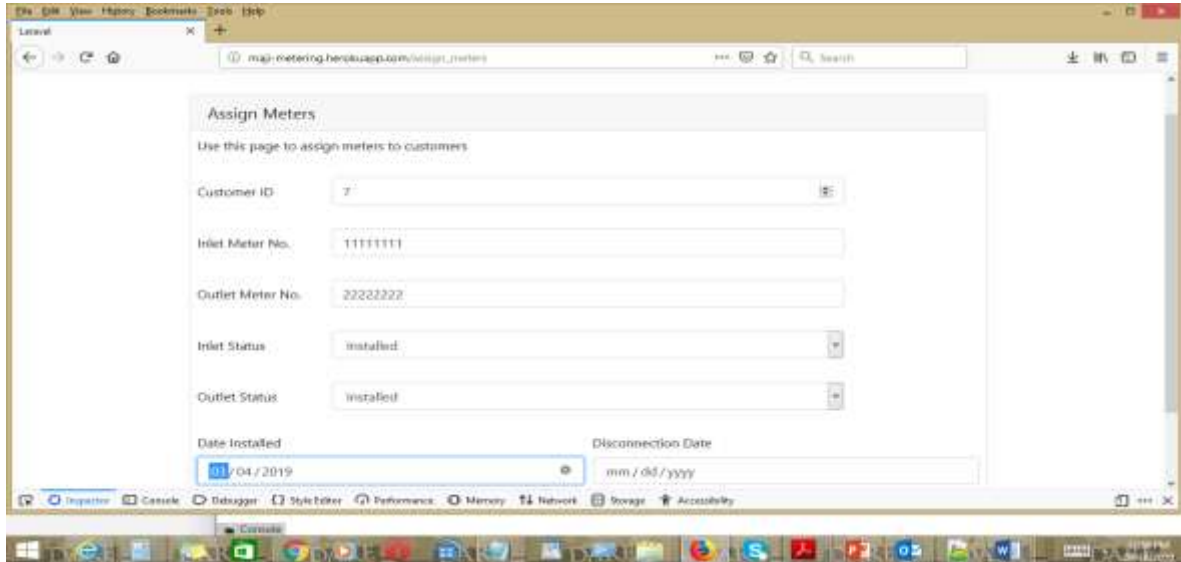 File Edit View History Bookmarks Tools Help
Laravel
maji-metering.herokuapp.com/assign_meters
Search
Assign Meters
Use this page to assign meters to customers
Customer ID 7
Inlet Meter No. 11111111
Outlet Meter No. 22222222
Inlet Status Installed
Outlet Status Installed
Date Installed Disconnection Date
03/04/2019 mm/dd/yyyy
Inspector Console Debugger Style Editor Performance Memory Network Storage Accessibility
Console